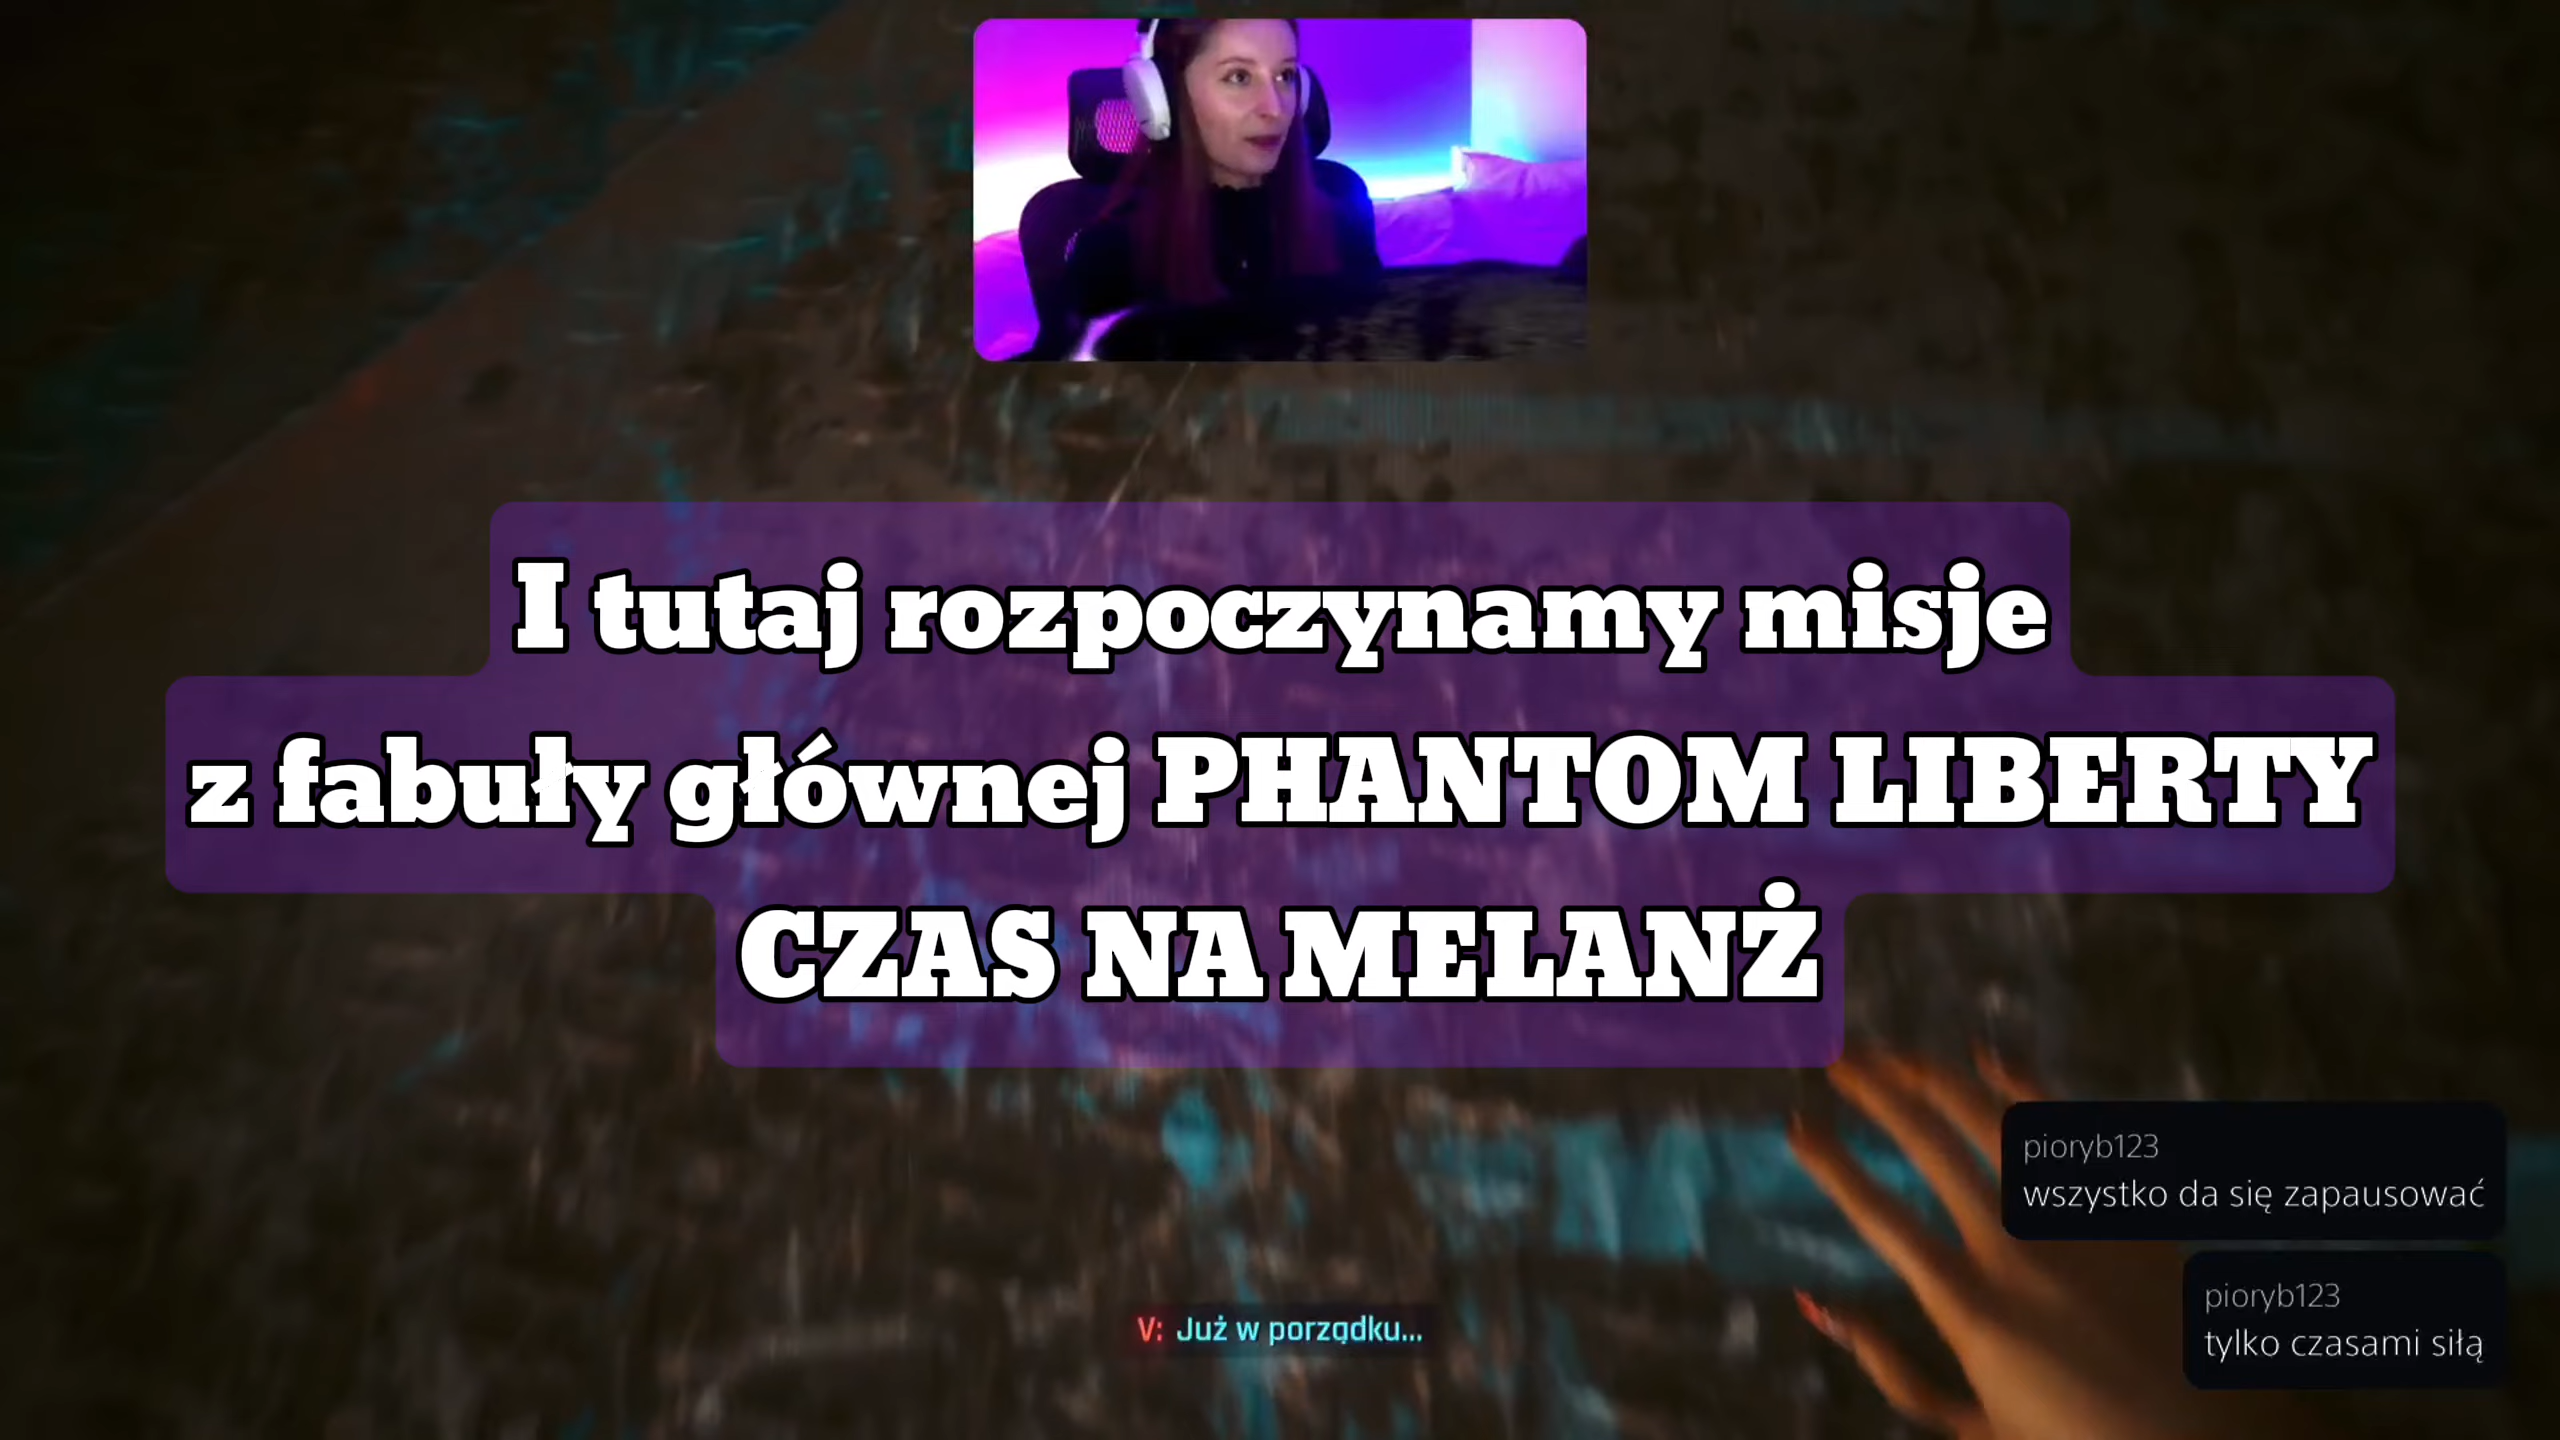 I tutaj rozpoczynamy misje
z fabuły głównej PHANTOM LIBERTY
CZAS NA MELANŻ
pioryb123
wszystko da się zapausować
pioryb123
tylko czasami siłą
V: Już w porządku...